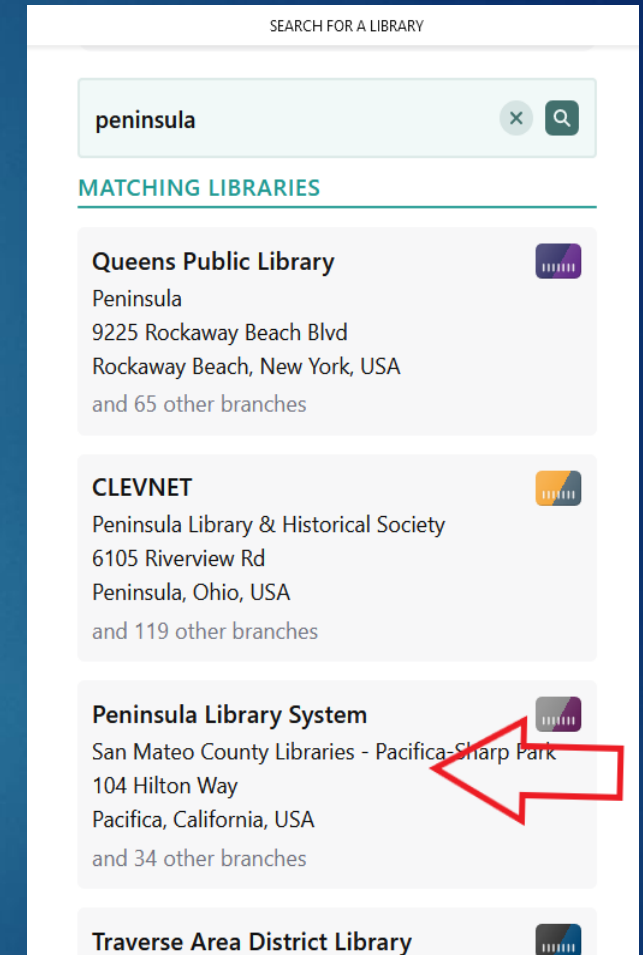 SEARCH FOR A LIBRARY
peninsula
MATCHING LIBRARIES
Queens Public Library
Peninsula
9225 Rockaway Beach Blvd
Rockaway Beach, New York, USA
and 65 other branches
CLEVNET
Peninsula Library & Historical Society
6105 Riverview Rd
Peninsula, Ohio, USA
and 119 other branches
Peninsula Library System
San Mateo County Libraries - Pacifica-Sharp Park
104 Hilton Way
Pacifica, California, USA
and 34 other branches
Traverse Area District Library